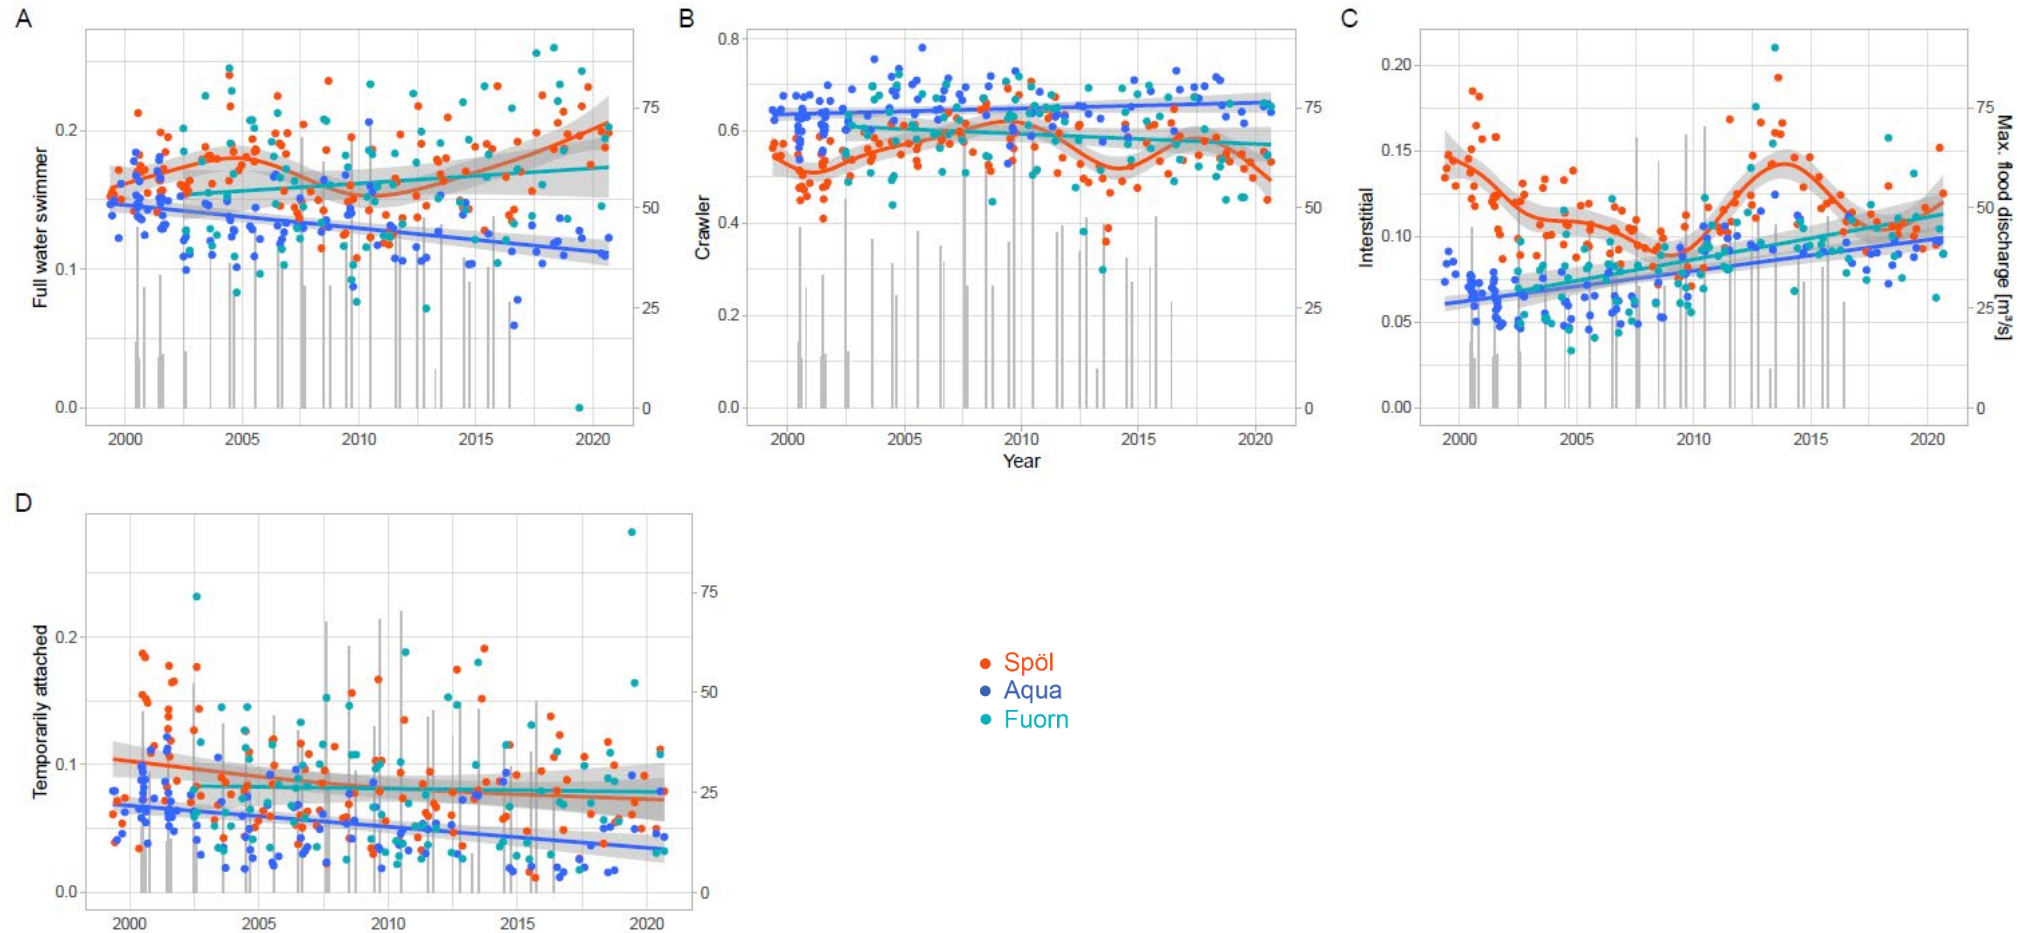 A
B
C
Full water swimmer
0.2
0.1
0.0
75
50
25
0
2000 2005 2010 2015 2020
Crawler
0.8
0.6
0.4
0.2
0.0
75
50
25
0
2000 2005 2010 2015 2020
Year
Interstitial
0.20
0.15
0.10
0.05
0.00
75
50
25
0
Max. flood discharge [m³/s]
2000 2005 2010 2015 2020
D
Temporarily attached
0.2
0.1
0.0
75
50
25
0
2000 2005 2010 2015 2020
Spöl
Aqua
Fuorn